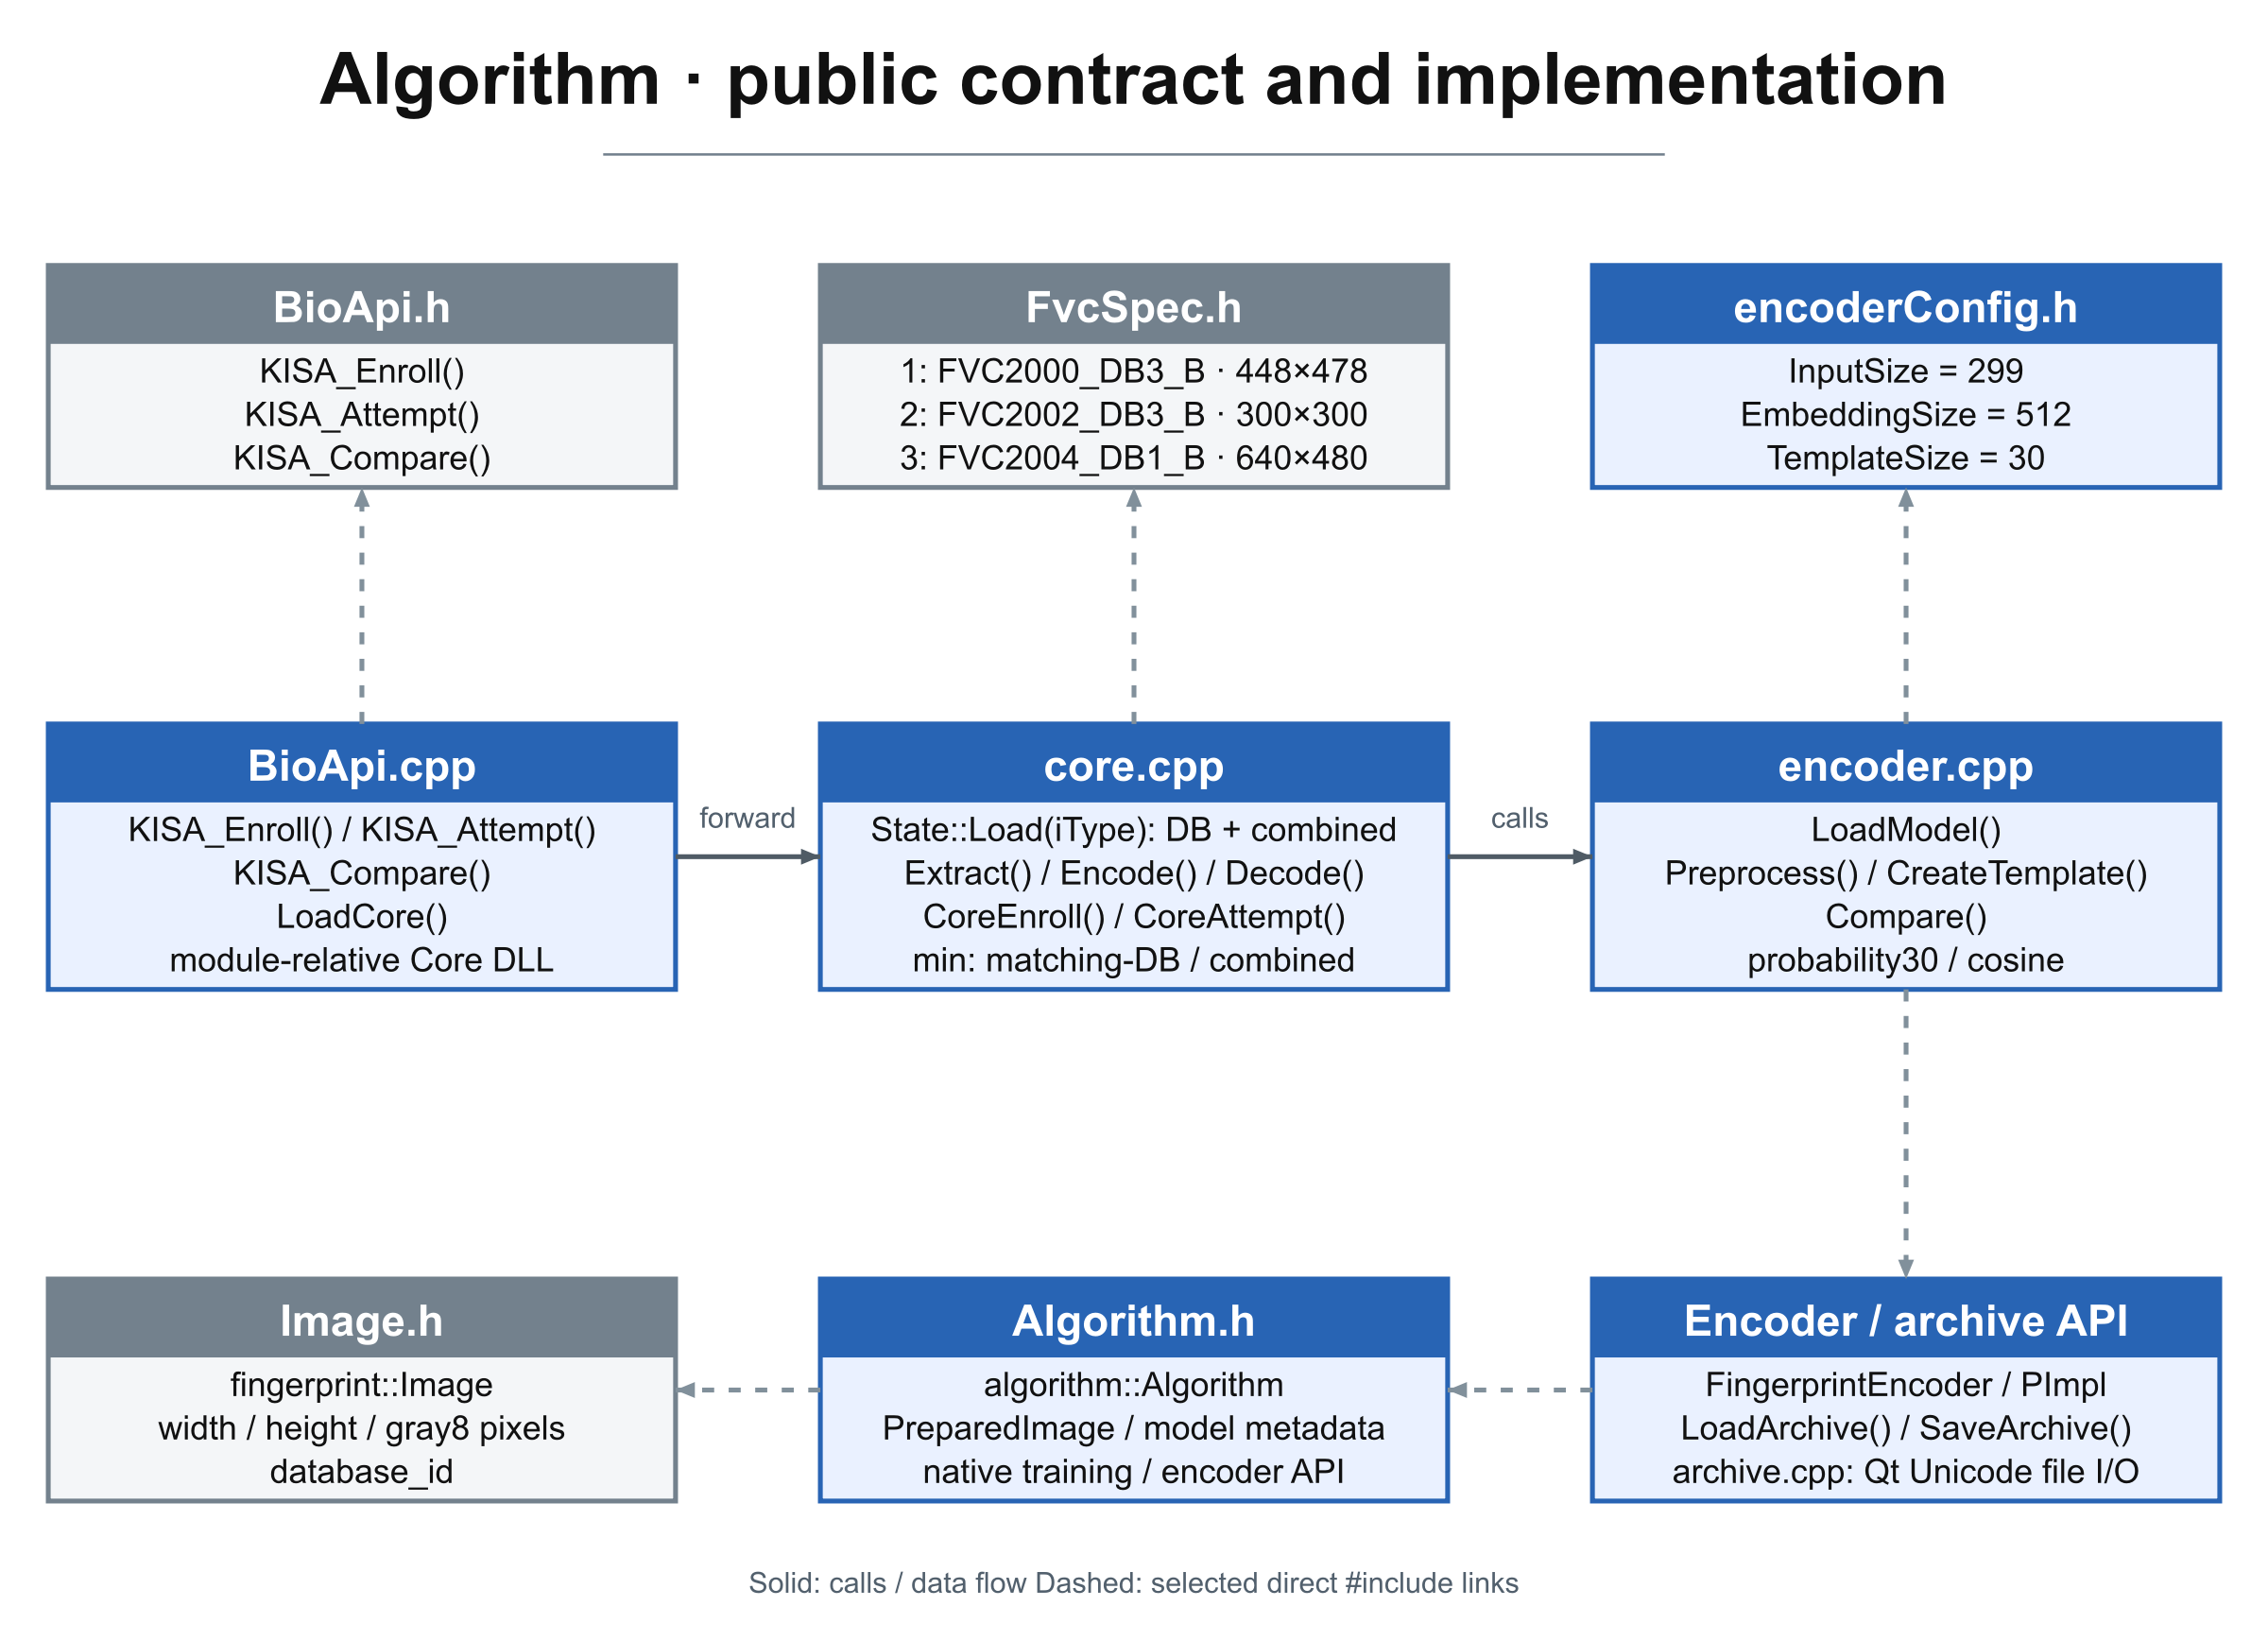 Algorithm · public contract and implementation
BioApi.h
KISA_Enroll()
KISA_Attempt()
KISA_Compare()
FvcSpec.h
1: FVC2000_DB3_B · 448×478
2: FVC2002_DB3_B · 300×300
3: FVC2004_DB1_B · 640×480
encoderConfig.h
InputSize = 299
EmbeddingSize = 512
TemplateSize = 30
BioApi.cpp
KISA_Enroll() / KISA_Attempt()
KISA_Compare()
LoadCore()
module-relative Core DLL
forward
core.cpp
State::Load(iType): DB + combined
Extract() / Encode() / Decode()
CoreEnroll() / CoreAttempt()
min: matching-DB / combined
calls
encoder.cpp
LoadModel()
Preprocess() / CreateTemplate()
Compare()
probability30 / cosine
Image.h
fingerprint::Image
width / height / gray8 pixels
database_id
Algorithm.h
algorithm::Algorithm
PreparedImage / model metadata
native training / encoder API
Encoder / archive API
FingerprintEncoder / PImpl
LoadArchive() / SaveArchive()
archive.cpp: Qt Unicode file I/O
Solid: calls / data flow Dashed: selected direct #include links